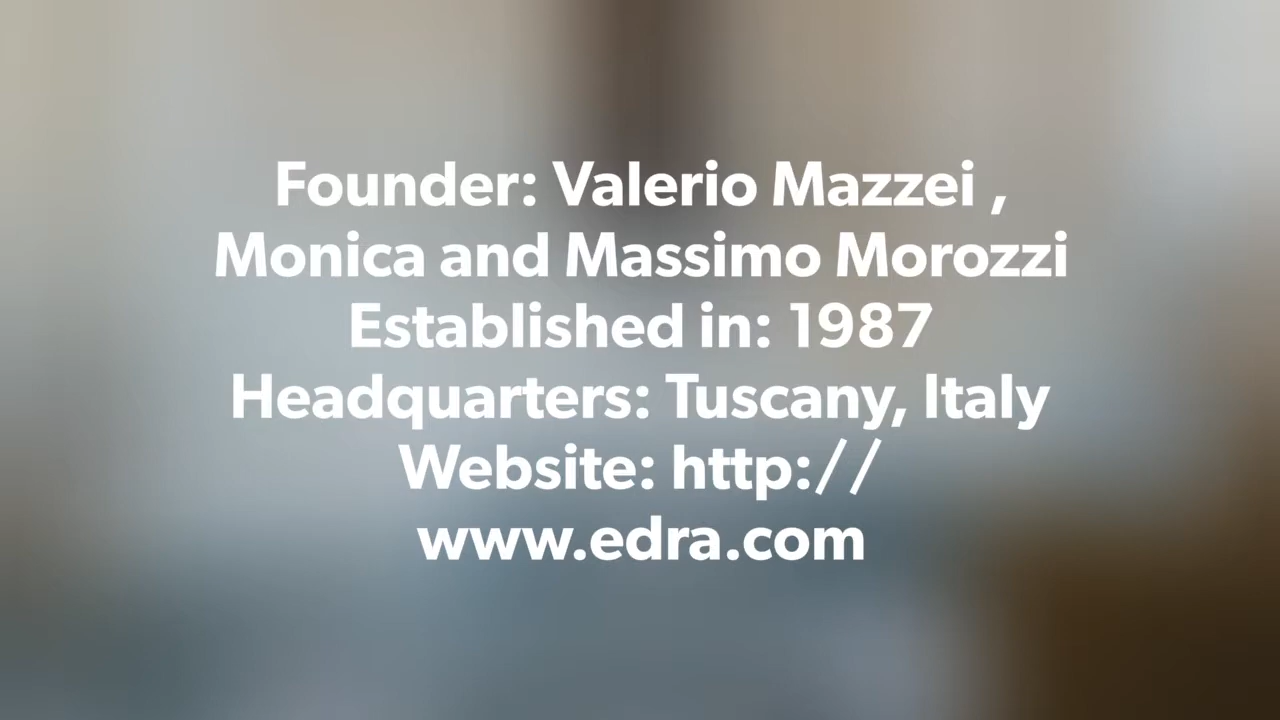 Founder: Valerio Mazzei ,
Monica and Massimo Morozzi
Established in: 1987
Headquarters: Tuscany, Italy
Website: http://
www.edra.com